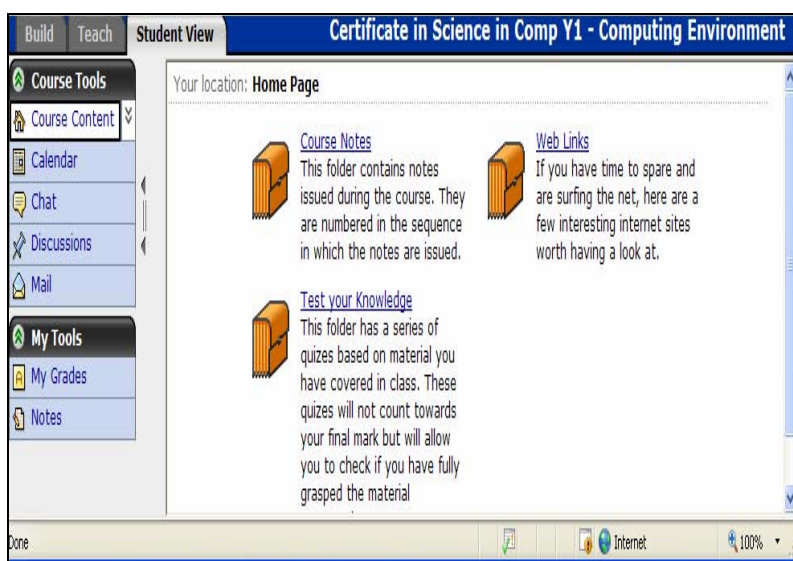 Build Teach Student View Certificate in Science in Comp Y1 - Computing Environment
Course Tools
Course Content
Calendar
Chat
Discussions
Mail
My Tools
My Grades
Notes
Your location: Home Page
Course Notes
This folder contains notes
issued during the course. They
are numbered in the sequence
in which the notes are issued.
Web Links
If you have time to spare and
are surfing the net, here are a
few interesting internet sites
worth having a look at.
Test your Knowledge
This folder has a series of
quizes based on material you
have covered in class. These
quizes will not count towards
your final mark but will allow
you to check if you have fully
grasped the material
Done Internet 100%